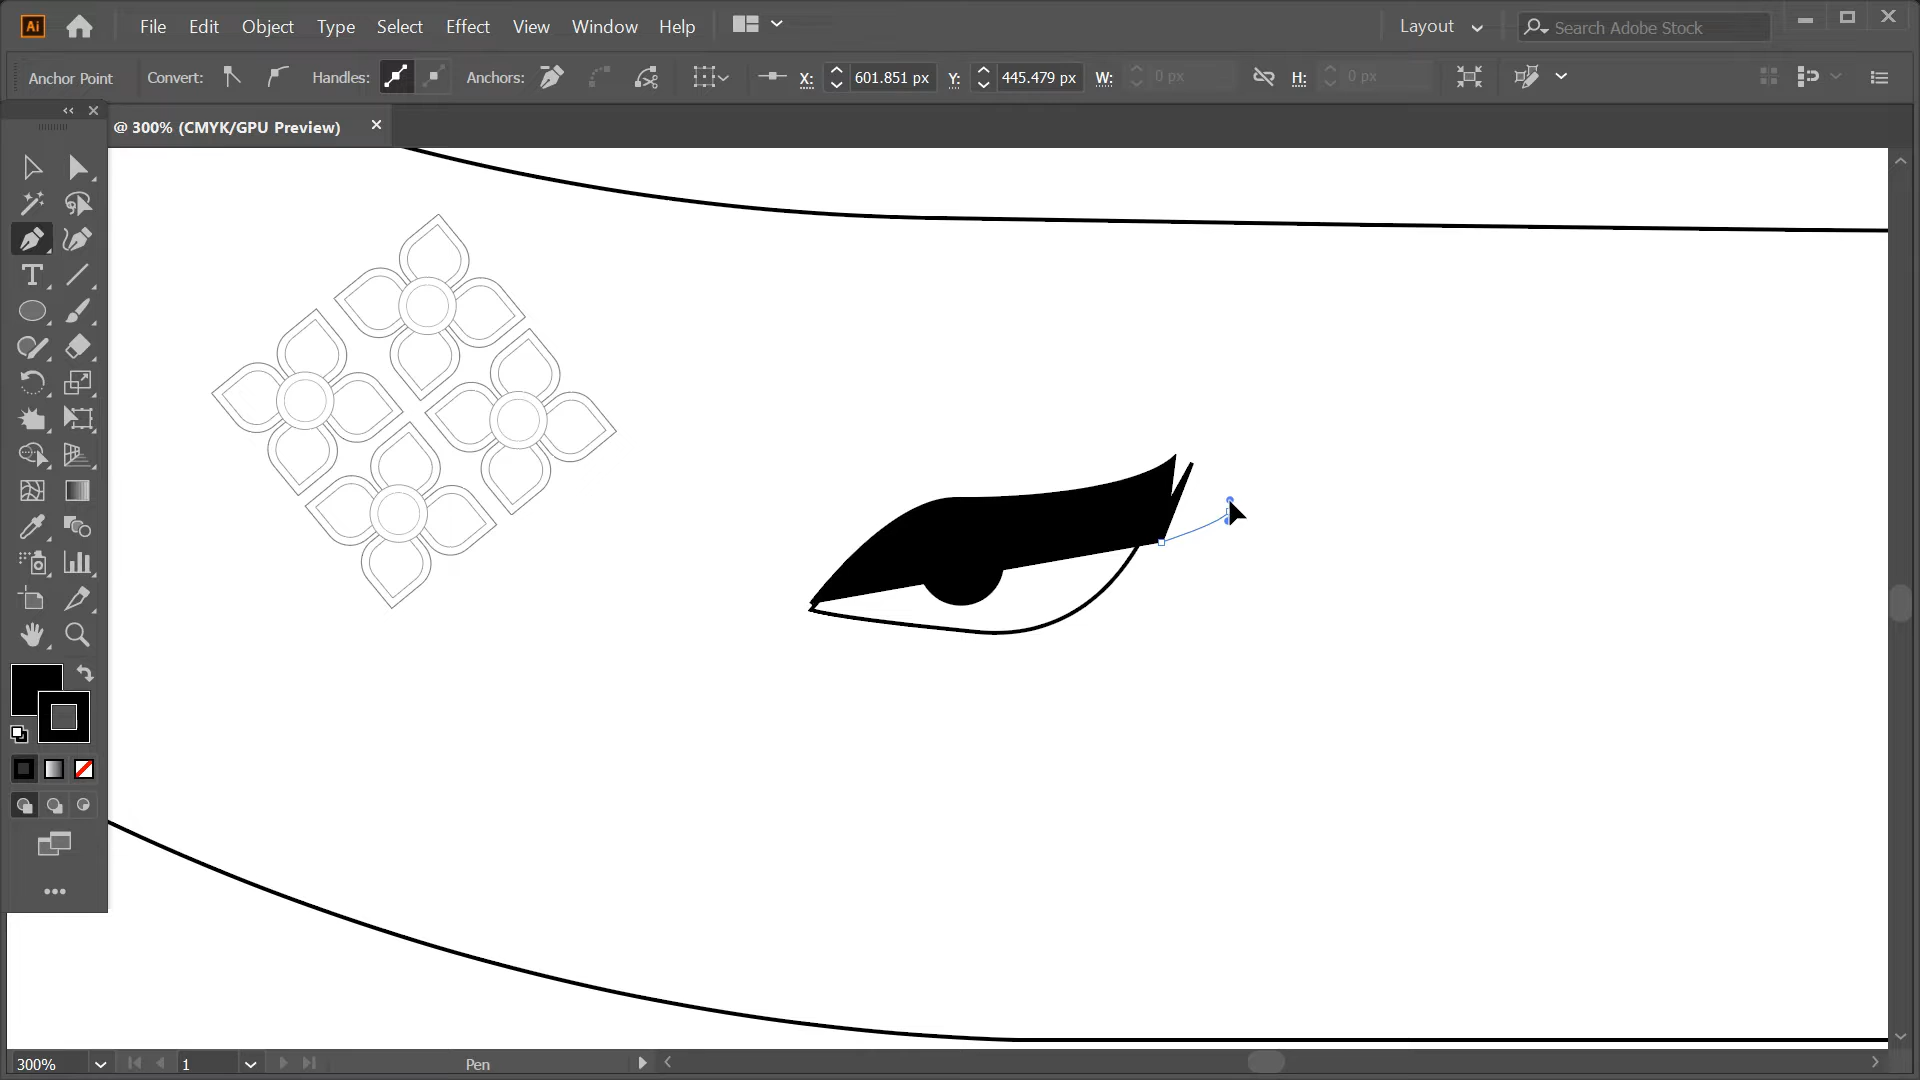 Ai File Edit Object Type Select Effect View Window Help Layout Search Adobe Stock
Anchor Point Convert: Handles: Anchors: X: 601.851 px Y: 445.479 px W: 0 px H: 0 px
@ 300% (CMYK/GPU Preview)
300% 1 Pen